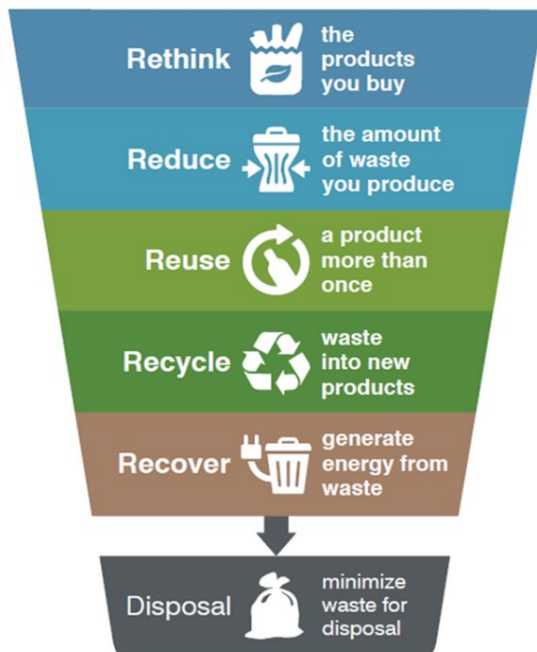 Rethink
the
products
you buy
Reduce
the amount
of waste
you produce
Reuse
a product
more than
once
Recycle
waste
into new
products
Recover
generate
energy from
waste
Disposal
minimize
waste for
disposal